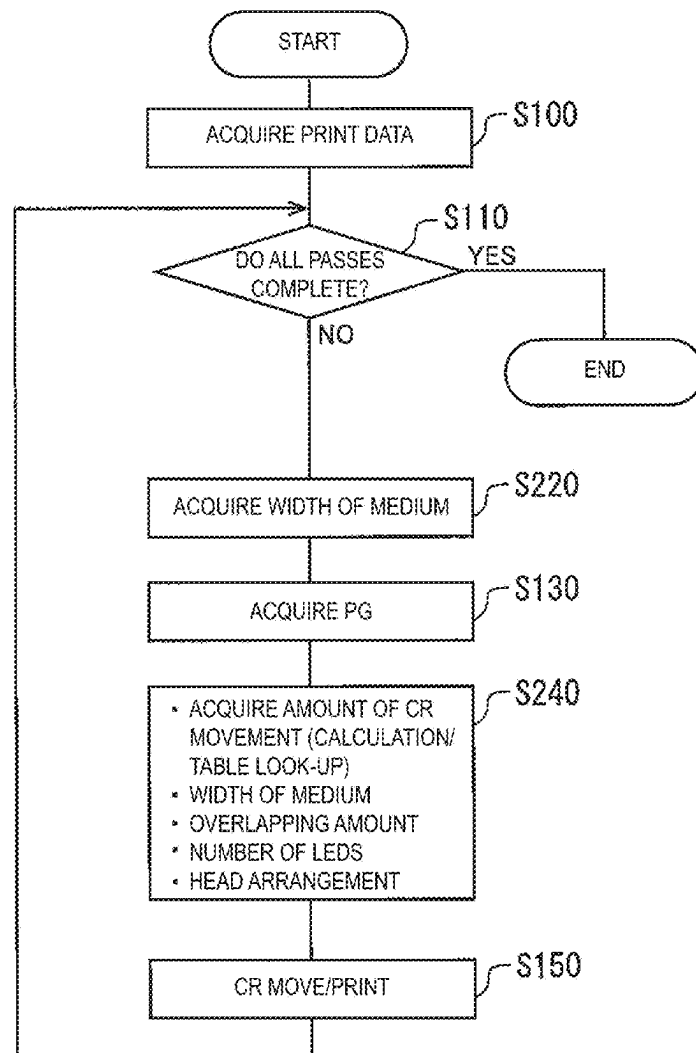 START
ACQUIRE PRINT DATA
S100
DO ALL PASSES
COMPLETE?
S110
YES
NO
END
ACQUIRE WIDTH OF MEDIUM
S220
ACQUIRE PG
S130
• ACQUIRE AMOUNT OF CR
MOVEMENT (CALCULATION/
TABLE LOOK-UP)
• WIDTH OF MEDIUM
• OVERLAPPING AMOUNT
• NUMBER OF LEDS
• HEAD ARRANGEMENT
S240
CR MOVE/PRINT
S150